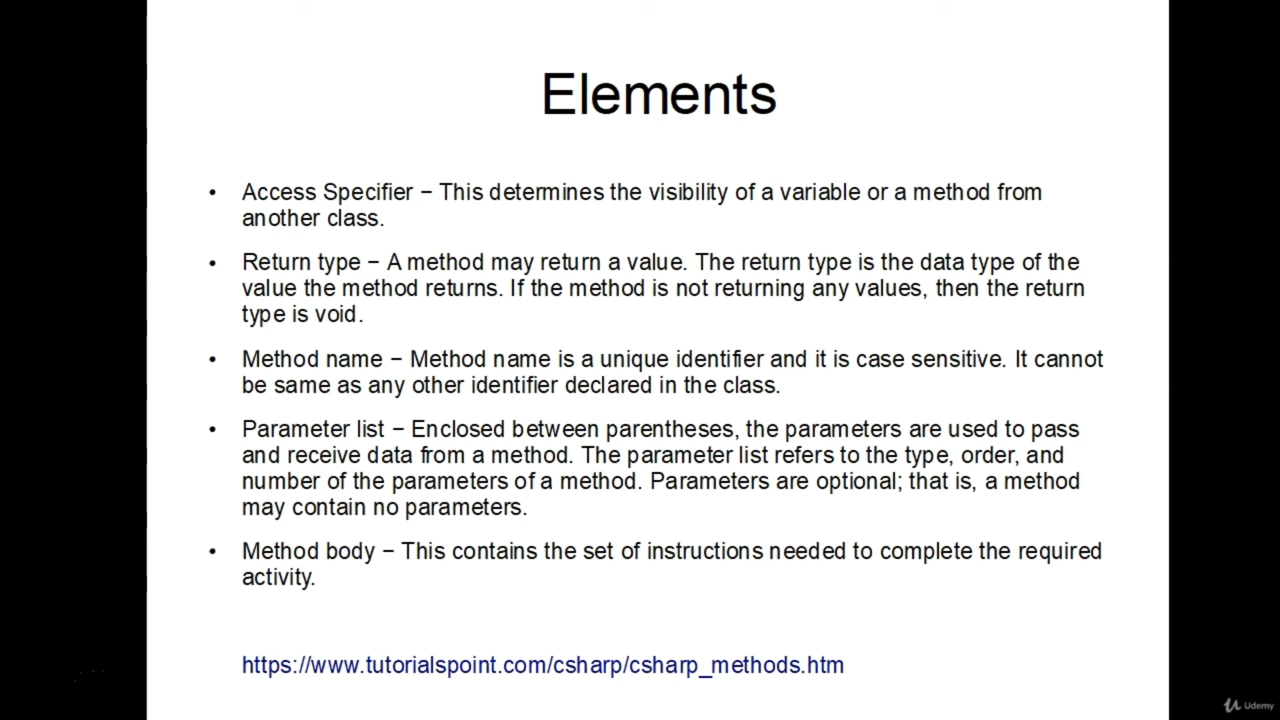 Elements
• Access Specifier − This determines the visibility of a variable or a method from
another class.
• Return type − A method may return a value. The return type is the data type of the
value the method returns. If the method is not returning any values, then the return
type is void.
• Method name − Method name is a unique identifier and it is case sensitive. It cannot
be same as any other identifier declared in the class.
• Parameter list − Enclosed between parentheses, the parameters are used to pass
and receive data from a method. The parameter list refers to the type, order, and
number of the parameters of a method. Parameters are optional; that is, a method
may contain no parameters.
• Method body − This contains the set of instructions needed to complete the required
activity.
https://www.tutorialspoint.com/csharp/csharp_methods.htm
Udemy